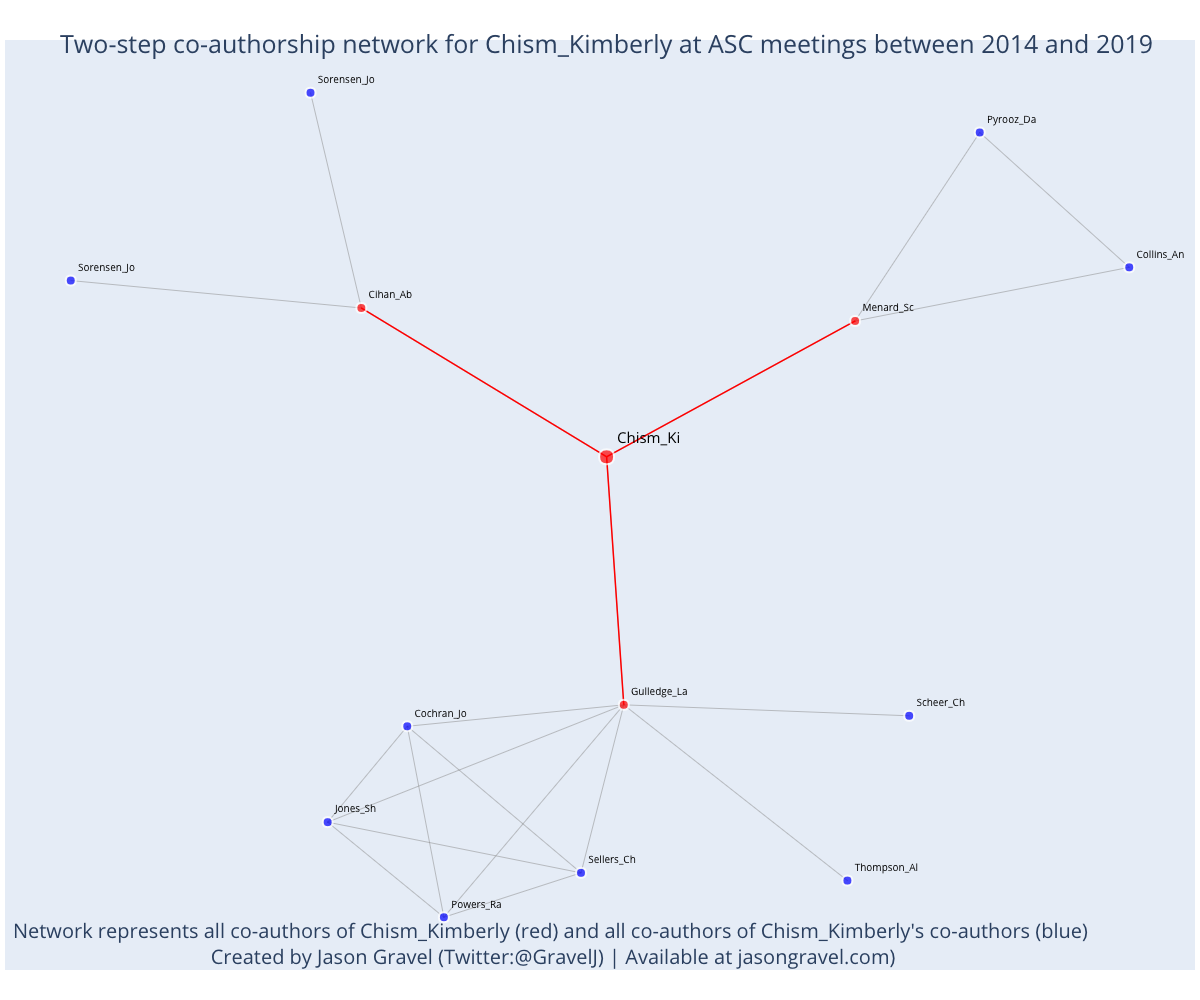 Two-step co-authorship network for Chism_Kimberly at ASC meetings between 2014 and 2019
Sorensen_Jo
Pyrooz_Da
Collins_An
Sorensen_Jo
Cihan_Ab
Menard_Sc
Chism_Ki
Gulledge_La
Scheer_Ch
Cochran_Jo
Jones_Sh
Sellers_Ch
Thompson_Al
Powers_Ra
Network represents all co-authors of Chism_Kimberly (red) and all co-authors of Chism_Kimberly's co-authors (blue)
Created by Jason Gravel (Twitter:@GravelJ) | Available at jasongravel.com)